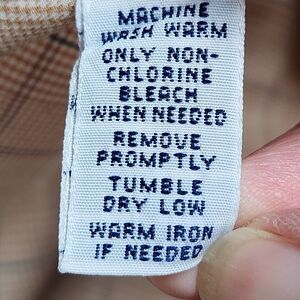 MACHINE
WASH WARM
ONLY NON-
CHLORINE
BLEACH
WHEN NEEDED
REMOVE
PROMPTLY
TUMBLE
DRY LOW
WARM IRON
IF NEEDED